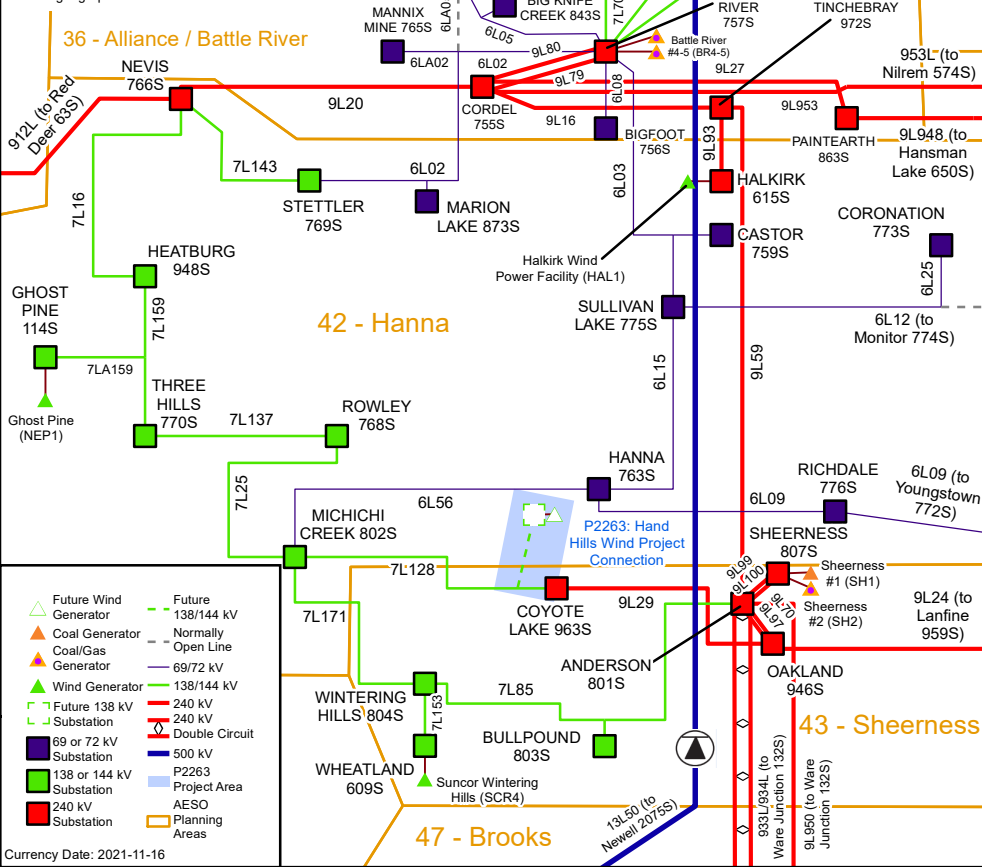 BIG KNIFE
CREEK 843S
MANNIX
MINE 765S
6LA02
6L05
9L80
6L02
9L79
6L08
RIVER
757S
TINCHEBRAY
972S
Battle River
#4-5 (BR4-5)
9L27
953L (to
Nilrem 574S)
36 - Alliance / Battle River
NEVIS
766S
912L (to Red
Deer 63S)
9L20
CORDEL
755S
9L16
BIGFOOT
756S
9L93
9L953
PAINTEARTH
863S
9L948 (to
Hansman
Lake 650S)
7L143
6L02
STETTLER
769S
MARION
LAKE 873S
6L03
HALKIRK
615S
CASTOR
759S
CORONATION
773S
6L25
7L16
HEATBURG
948S
Halkirk Wind
Power Facility (HAL1)
GHOST
PINE
114S
7L159
42 - Hanna
SULLIVAN
LAKE 775S
6L12 (to
Monitor 774S)
7LA159
6L15
9L59
Ghost Pine
(NEP1)
THREE
HILLS
770S
7L137
ROWLEY
768S
7L25
HANNA
763S
6L56
6L09
RICHDALE
776S
6L09 (to
Youngstown
772S)
MICHICHI
CREEK 802S
P2263: Hand
Hills Wind Project
Connection
SHEERNESS
807S
Sheerness
#1 (SH1)
9L99
9L100
7L128
COYOTE
LAKE 963S
9L29
9L70
9L97
Sheerness
#2 (SH2)
9L24 (to
Lanfine
959S)
7L171
ANDERSON
801S
OAKLAND
946S
WINTERING
HILLS 804S
7L153
7L85
BULLPOUND
803S
43 - Sheerness
WHEATLAND
609S
Suncor Wintering
Hills (SCR4)
47 - Brooks
13L50 (to
Newell 2075S)
933L/934L (to
Ware Junction 132S)
9L950 (to Ware
Junction 132S)
Future Wind
Generator
Coal Generator
Coal/Gas
Generator
Wind Generator
Future 138 kV
Substation
69 or 72 kV
Substation
138 or 144 kV
Substation
240 kV
Substation
Future
138/144 kV
Normally
Open Line
69/72 kV
138/144 kV
240 kV
240 kV
Double Circuit
500 kV
P2263
Project Area
AESO
Planning
Areas
Currency Date: 2021-11-16